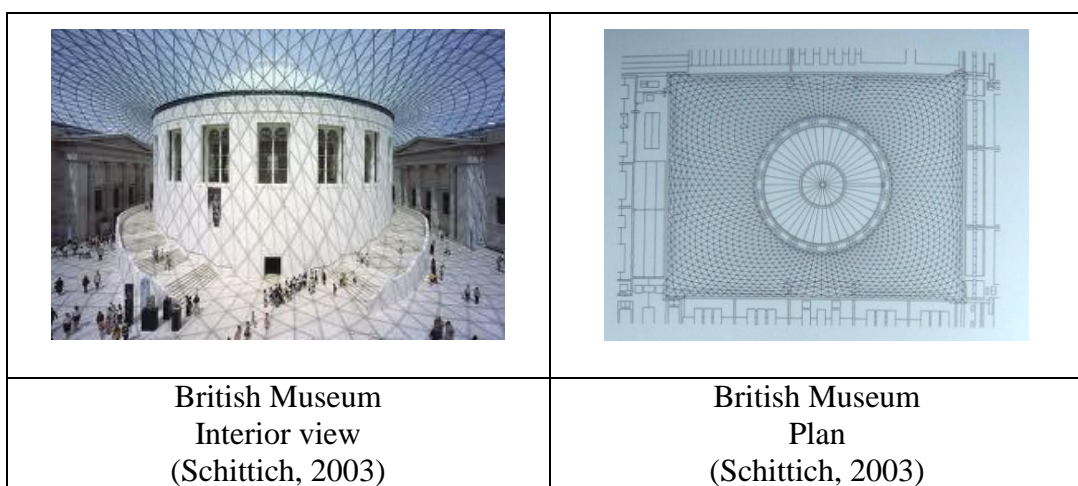 British Museum
Interior view
(Schittich, 2003)
British Museum
Plan
(Schittich, 2003)